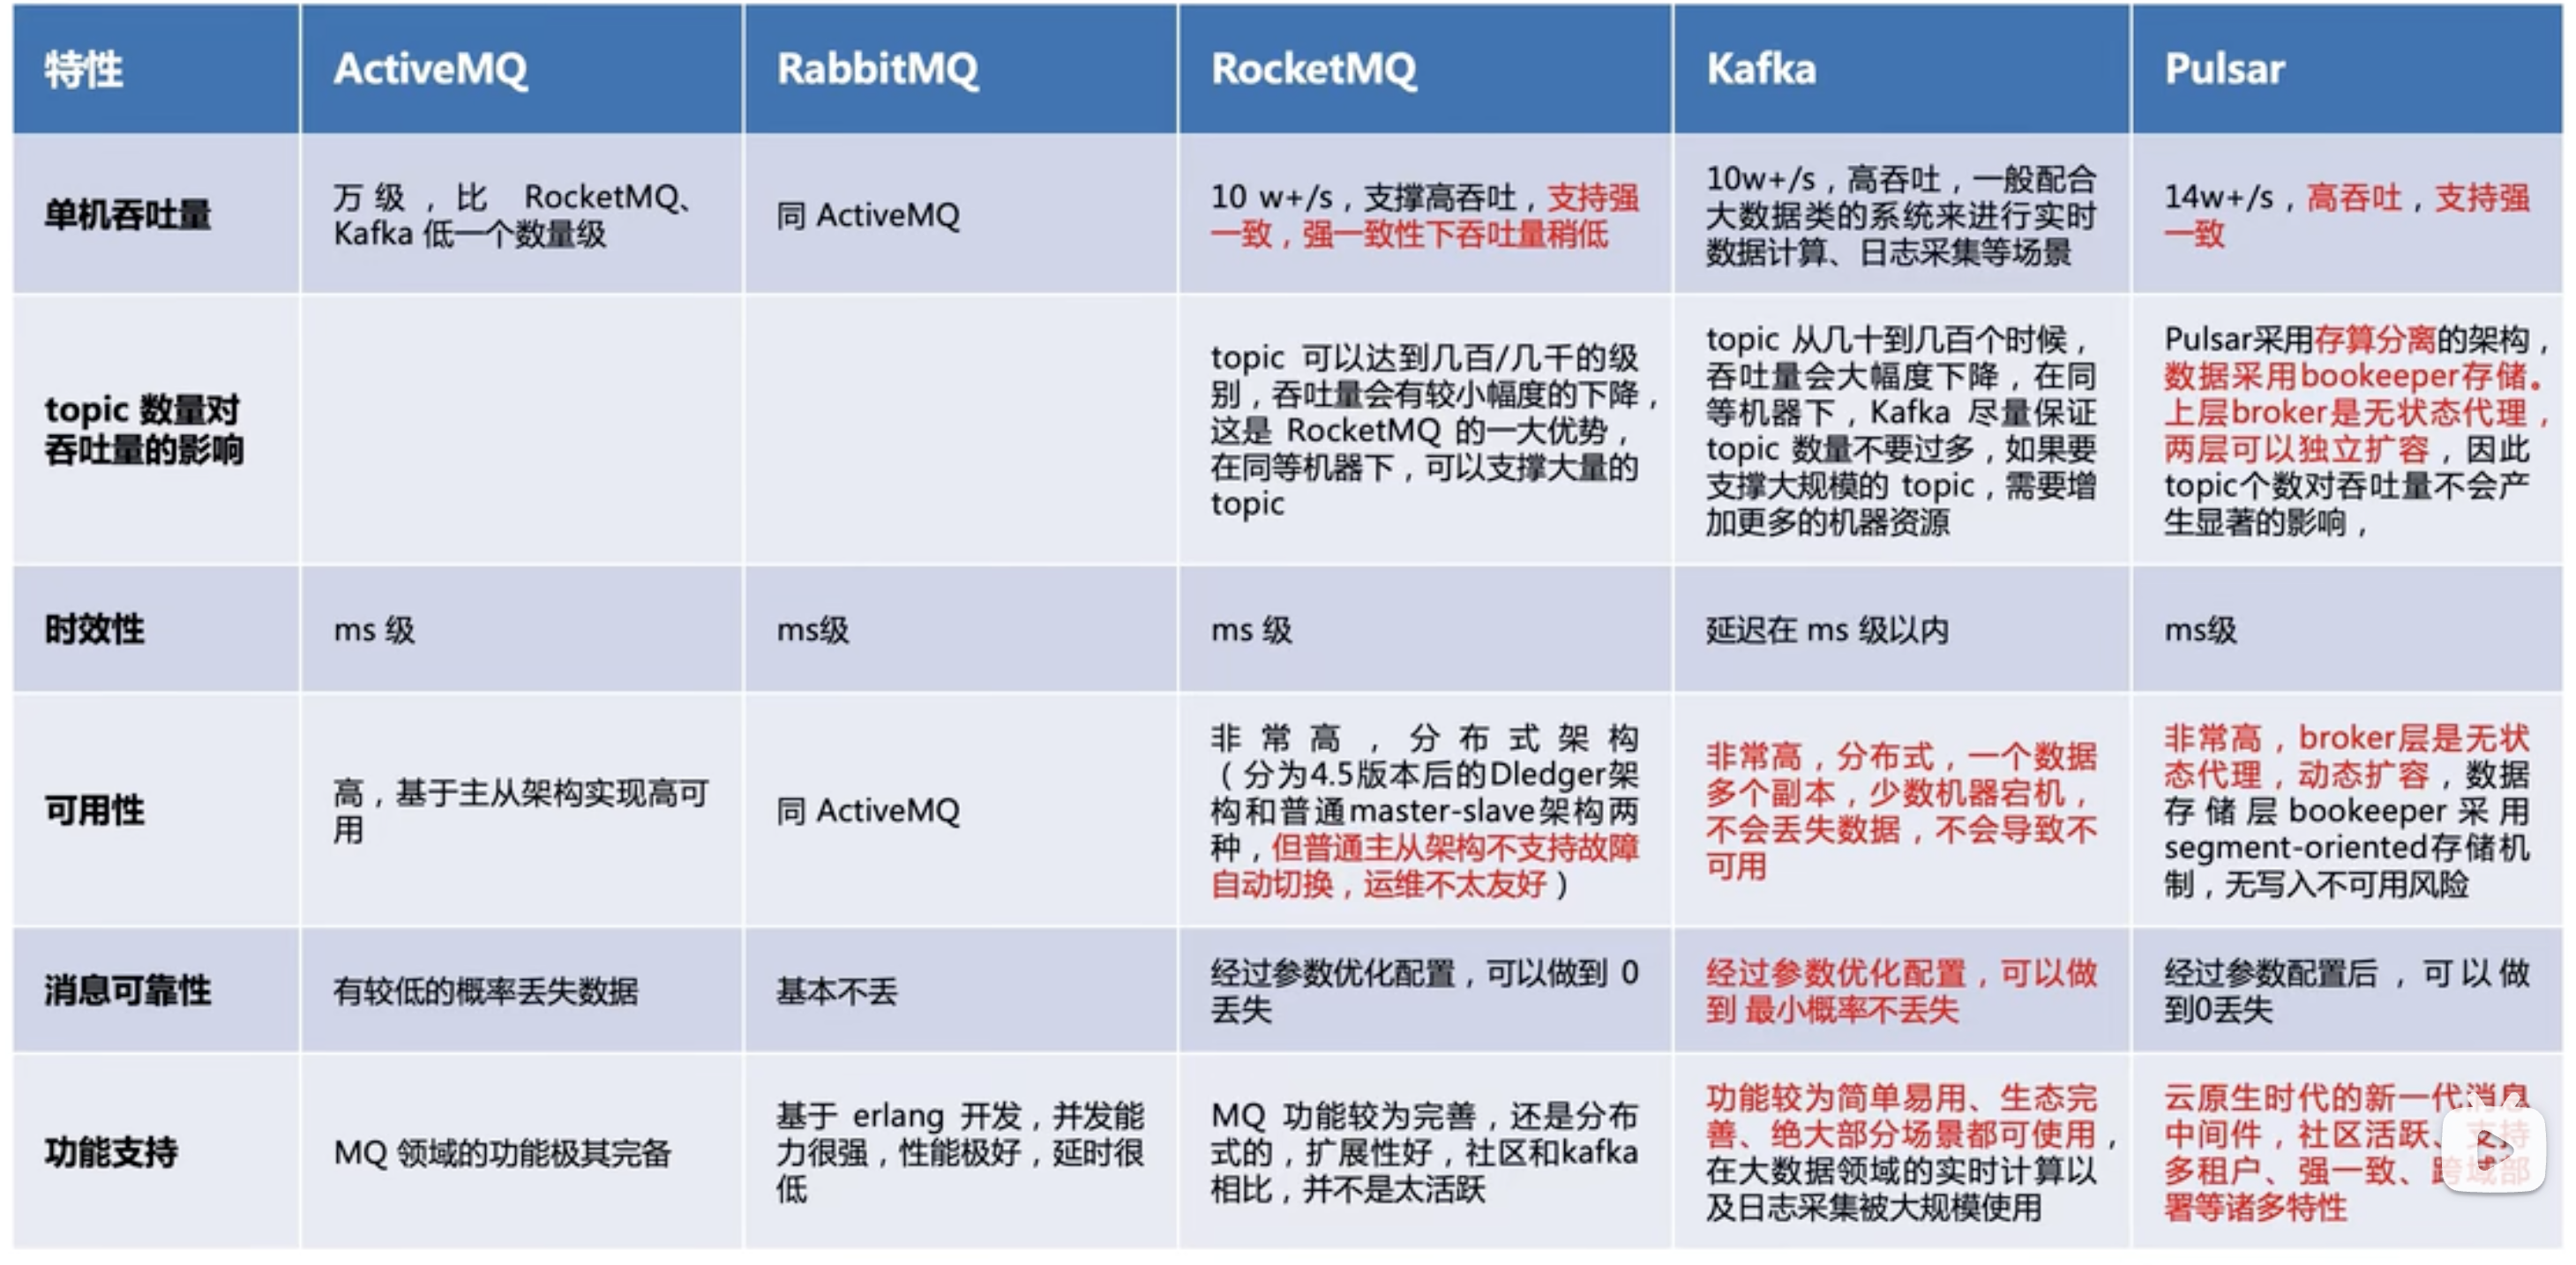 特性
ActiveMQ
RabbitMQ
RocketMQ
Kafka
Pulsar
单机吞吐量
万级，比 RocketMQ、
Kafka 低一个数量级
同 ActiveMQ
10 w+/s，支撑高吞吐，支持强
一致，强一致性下吞吐量稍低
10w+/s，高吞吐，一般配合
大数据类的系统来进行实时
数据计算、日志采集等场景
14w+/s，高吞吐，支持强
一致
topic 数量对
吞吐量的影响
topic 可以达到几百/几千的级
别，吞吐量会有较小幅度的下降，
这是 RocketMQ 的一大优势，
在同等机器下，可以支撑大量的
topic
topic 从几十到几百个时候，
吞吐量会大幅度下降，在同
等机器下，Kafka 尽量保证
topic 数量不要过多，如果要
支撑大规模的 topic，需要增
加更多的机器资源
Pulsar采用存算分离的架构，
数据采用bookeeper存储。
上层broker是无状态代理，
两层可以独立扩容，因此
topic个数对吞吐量不会产
生显著的影响，
时效性
ms 级
ms级
ms 级
延迟在 ms 级以内
ms级
可用性
高，基于主从架构实现高可
用
同 ActiveMQ
非常高，分布式架构
（分为4.5版本后的Dledger架
构和普通master-slave架构两
种，但普通主从架构不支持故障
自动切换，运维不太友好）
非常高，分布式，一个数据
多个副本，少数机器宕机，
不会丢失数据，不会导致不
可用
非常高，broker层是无状
态代理，动态扩容，数据
存储层bookeeper采用
segment-oriented存储机
制，无写入不可用风险
消息可靠性
有较低的概率丢失数据
基本不丢
经过参数优化配置，可以做到 0
丢失
经过参数优化配置，可以做
到 最小概率不丢失
经过参数配置后，可以做
到0丢失
功能支持
MQ 领域的功能极其完备
基于 erlang 开发，并发能
力很强，性能极好，延时很
低
MQ 功能较为完善，还是分布
式的，扩展性好，社区和kafka
相比，并不是太活跃
功能较为简单易用、生态完
善、绝大部分场景都可使用，
在大数据领域的实时计算以
及日志采集被大规模使用
云原生时代的新一代消息
中间件，社区活跃、支持
多租户、强一致、跨域部
署等诸多特性